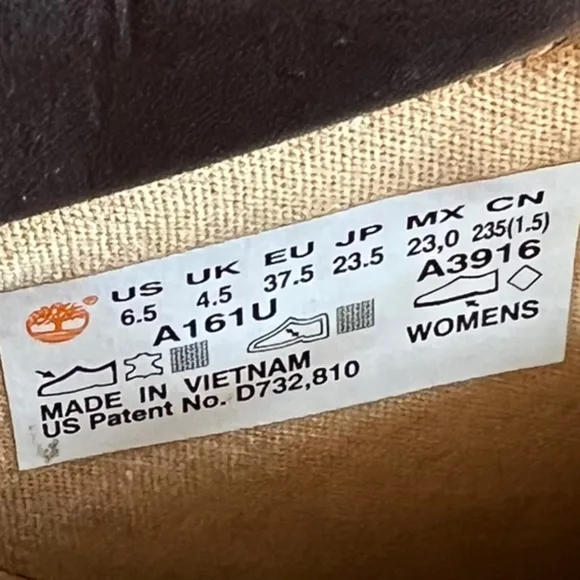 US UK EU JP MX CN
6.5 4.5 37.5 23.5 23,0 235(1.5)
A161U A3916
WOMENS
MADE IN VIETNAM
US Patent No. D732,810